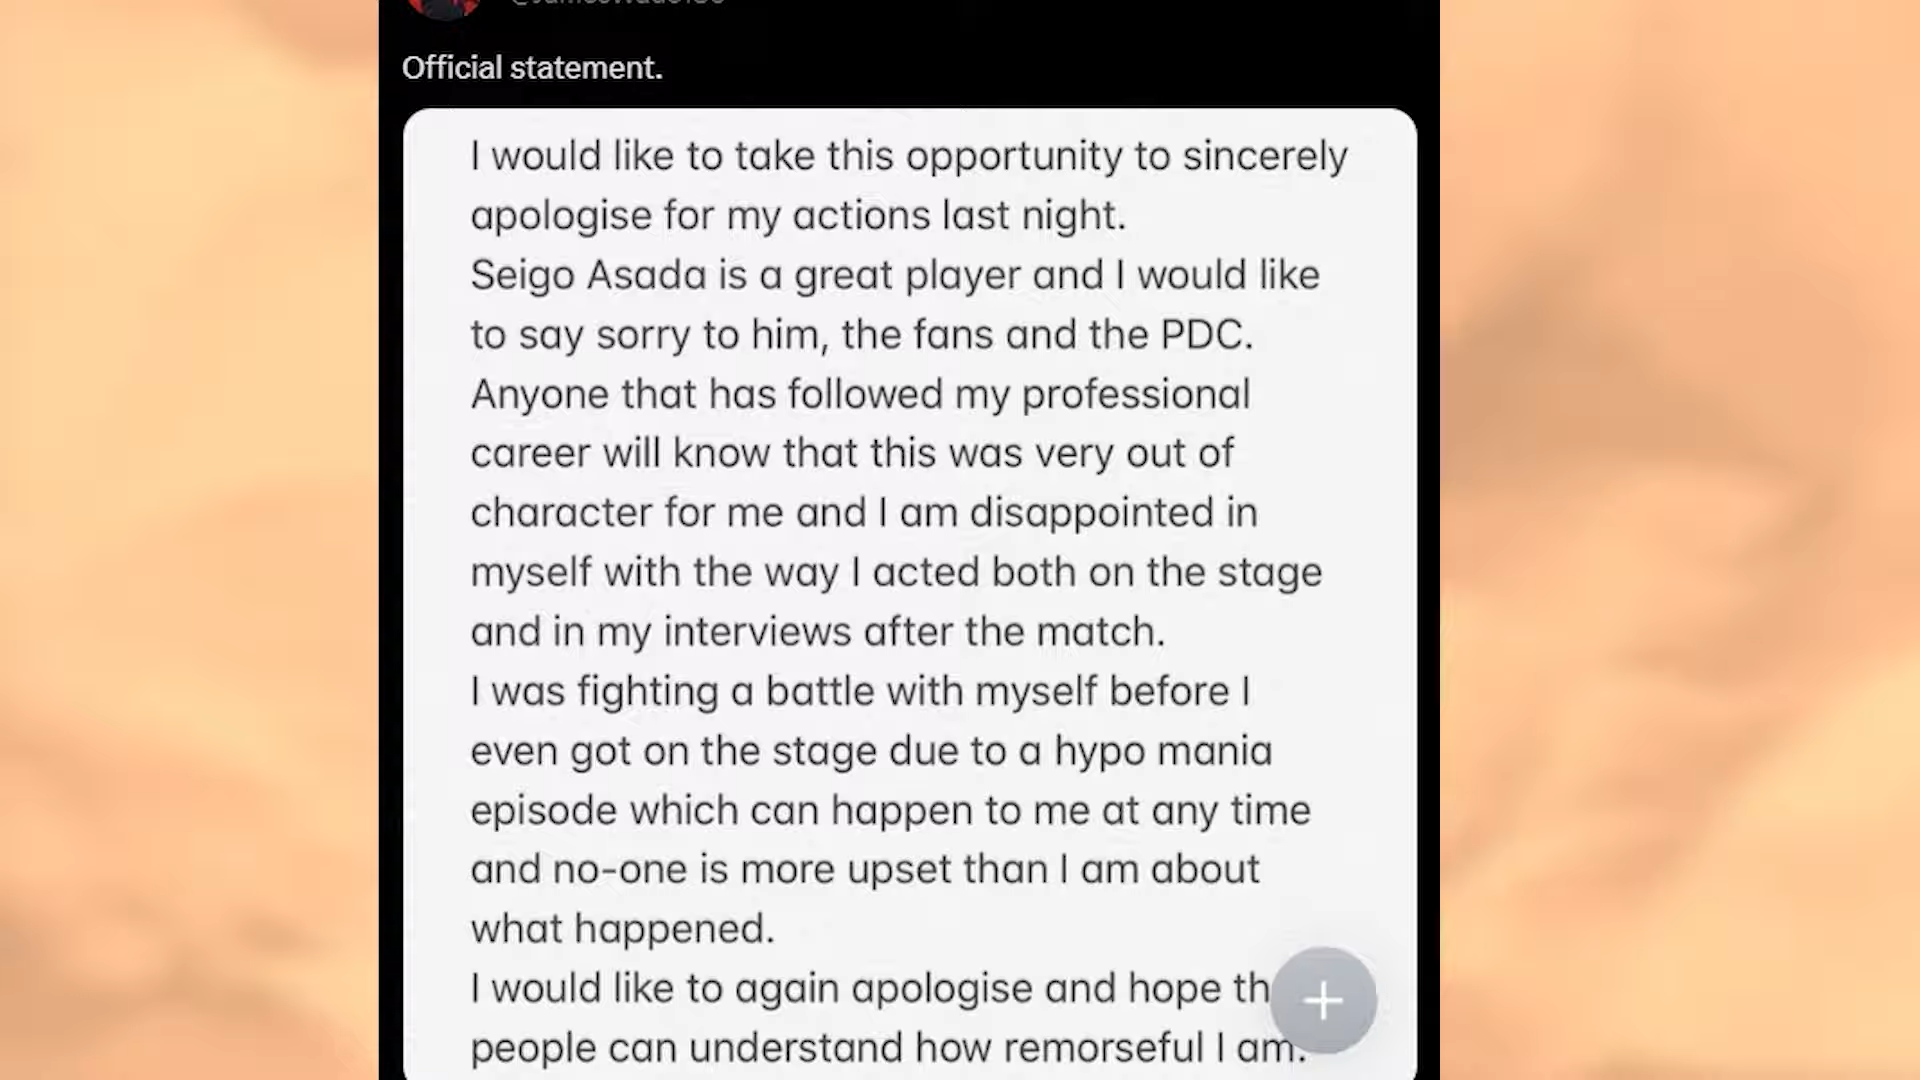 Official statement.
I would like to take this opportunity to sincerely
apologise for my actions last night.
Seigo Asada is a great player and I would like
to say sorry to him, the fans and the PDC.
Anyone that has followed my professional
career will know that this was very out of
character for me and I am disappointed in
myself with the way I acted both on the stage
and in my interviews after the match.
I was fighting a battle with myself before I
even got on the stage due to a hypo mania
episode which can happen to me at any time
and no-one is more upset than I am about
what happened.
I would like to again apologise and hope th
people can understand how remorseful I am.